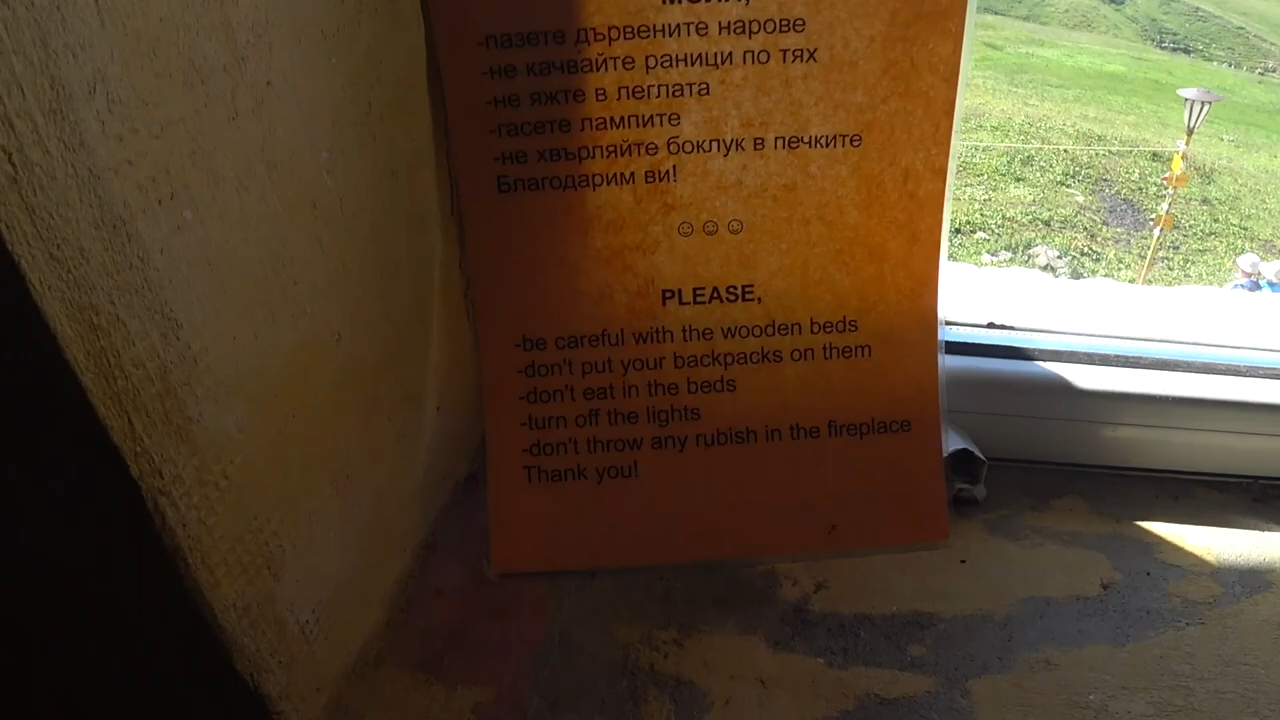 МОЛЯ,
-пазете дървените нарове
-не качвайте раници по тях
-не яжте в леглата
-гасете лампите
-не хвърляйте боклук в печките
Благодарим ви!
☺☺☺
PLEASE,
-be careful with the wooden beds
-don't put your backpacks on them
-don't eat in the beds
-turn off the lights
-don't throw any rubish in the fireplace
Thank you!